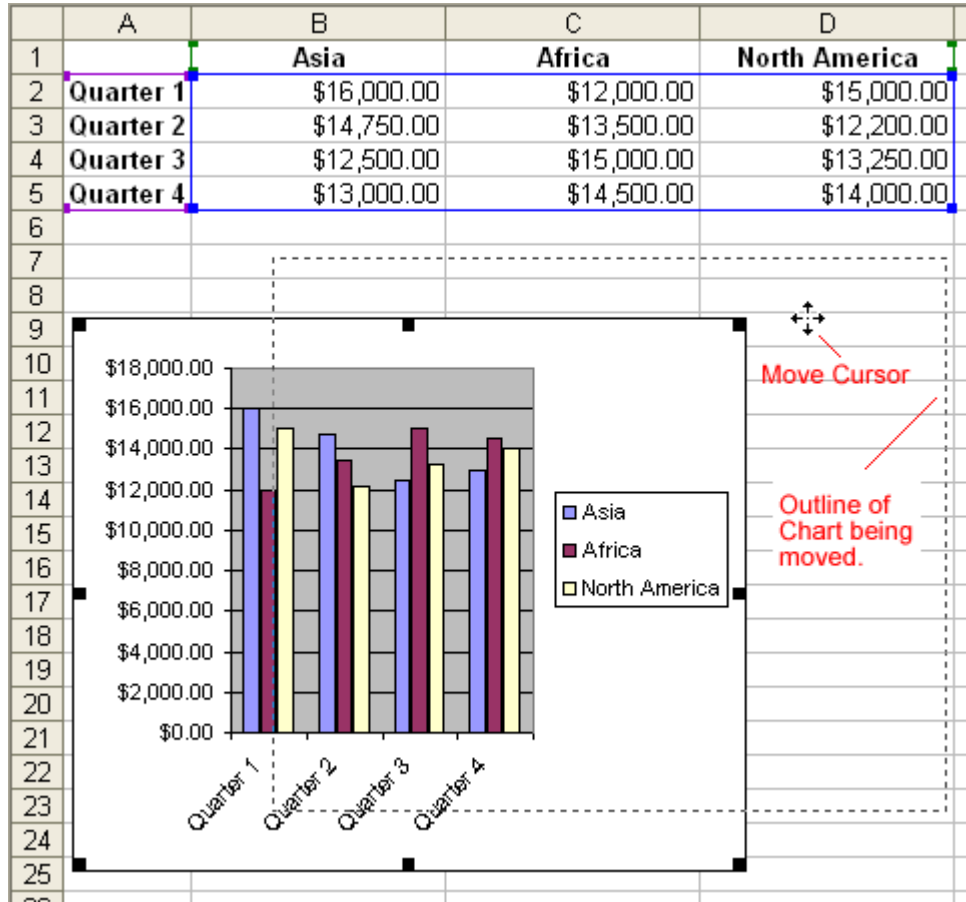 A B C D
1 Asia Africa North America
2 Quarter 1 $16,000.00 $12,000.00 $15,000.00
3 Quarter 2 $14,750.00 $13,500.00 $12,200.00
4 Quarter 3 $12,500.00 $15,000.00 $13,250.00
5 Quarter 4 $13,000.00 $14,500.00 $14,000.00
6
7
8
9
10
11
12
13
14
15
16
17
18
19
20
21
22
23
24
25
$18,000.00
$16,000.00
$14,000.00
$12,000.00
$10,000.00
$8,000.00
$6,000.00
$4,000.00
$2,000.00
$0.00
Quarter 1
Quarter 2
Quarter 3
Quarter 4
Asia
Africa
North America
Move Cursor
Outline of
Chart being
moved.